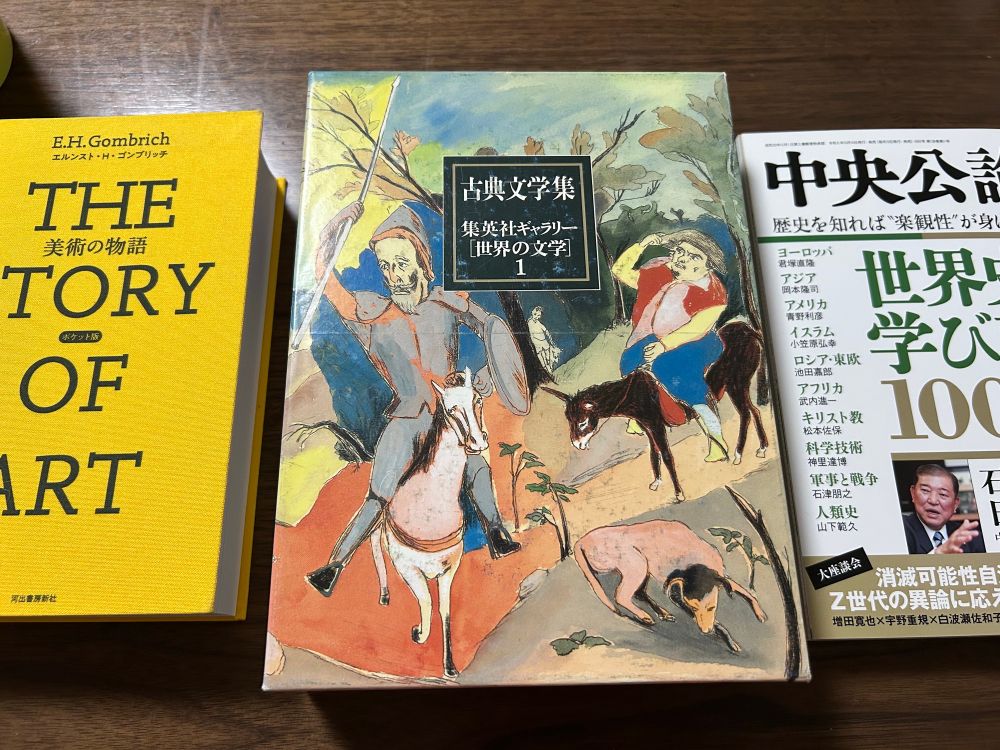 E.H.Gombrich
エルンスト・H・ゴンブリッチ
THE
美術の物語
STORY
ポケット版
OF
ART
河出書房新社
古典文学集
集英社ギャラリー
[世界の文学]
1
中央公論
歴史を知れば〝楽観性〟が身
ヨーロッパ
君塚直隆
アジア
岡本隆司
アメリカ
青野利彦
イスラム
小笠原弘幸
ロシア・東欧
池田嘉郎
アフリカ
武内進一
キリスト教
松本佐保
科学技術
神里達博
軍事と戦争
石津朋之
人類史
山下範久
世界史
学び
100
石
大座談会
消滅可能性自
Z世代の異論に応え
増田寛也×宇野重規×白波瀬佐和子